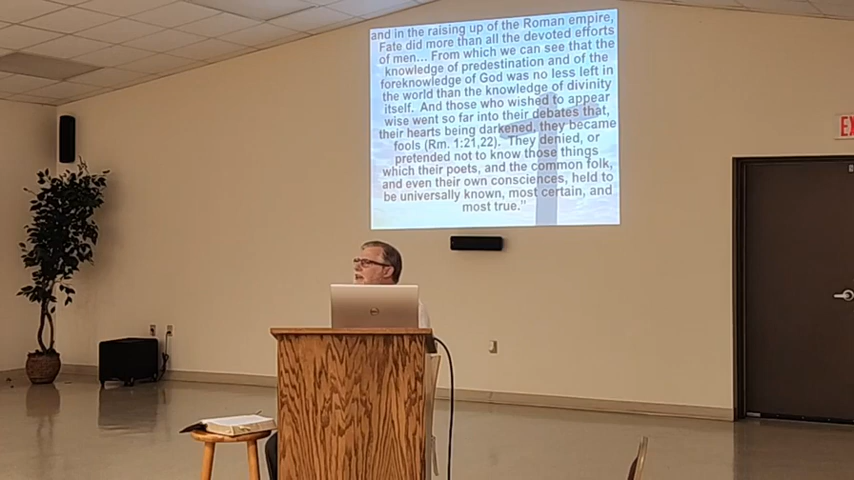 and in the raising up of the Roman empire,
Fate did more than all the devoted efforts
of men... From which we can see that the
knowledge of predestination and of the
foreknowledge of God was no less left in
the world than the knowledge of divinity
itself. And those who wished to appear
wise went so far into their debates that,
their hearts being darkened, they became
fools (Rm. 1:21,22). They denied, or
pretended not to know those things
which their poets, and the common folk,
and even their own consciences, held to
be universally known, most certain, and
most true.”
DELL